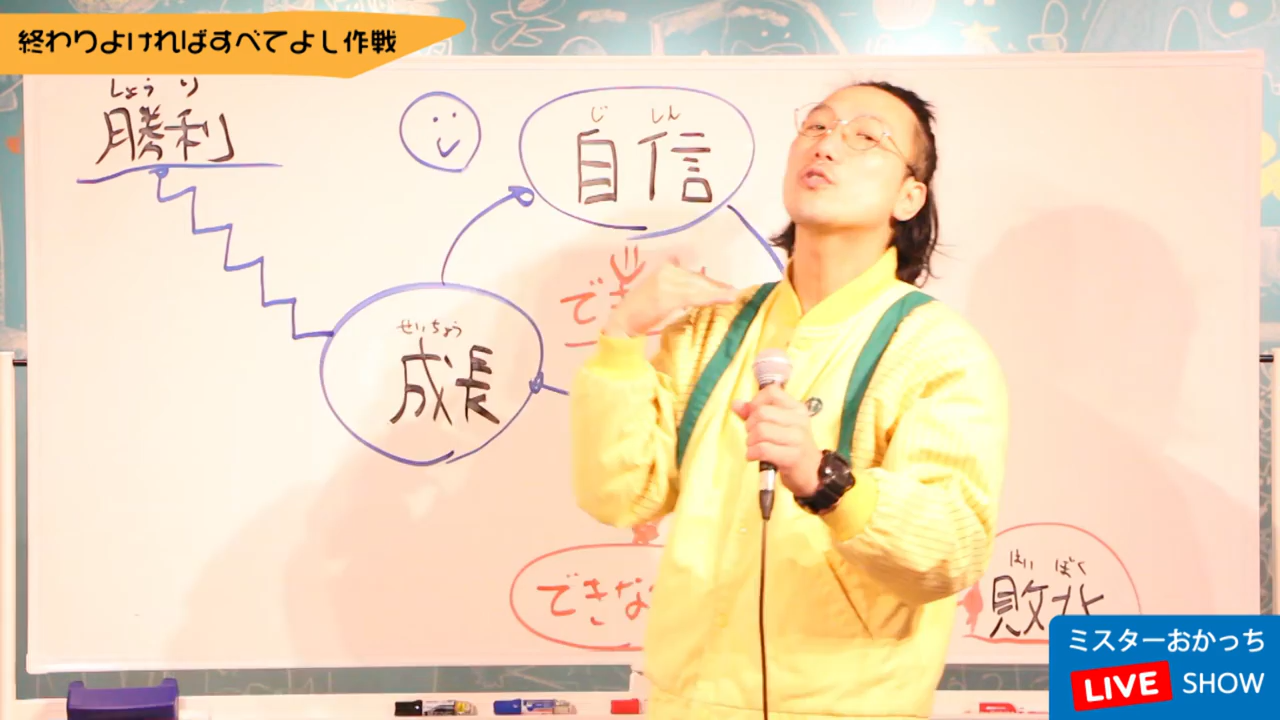 終わりよければすべてよし作戦
しょう り
勝利
じ しん
自信
せいちょう
成長
でき
できな
はい ぼく
敗北
ミスターおかっち
LIVE SHOW